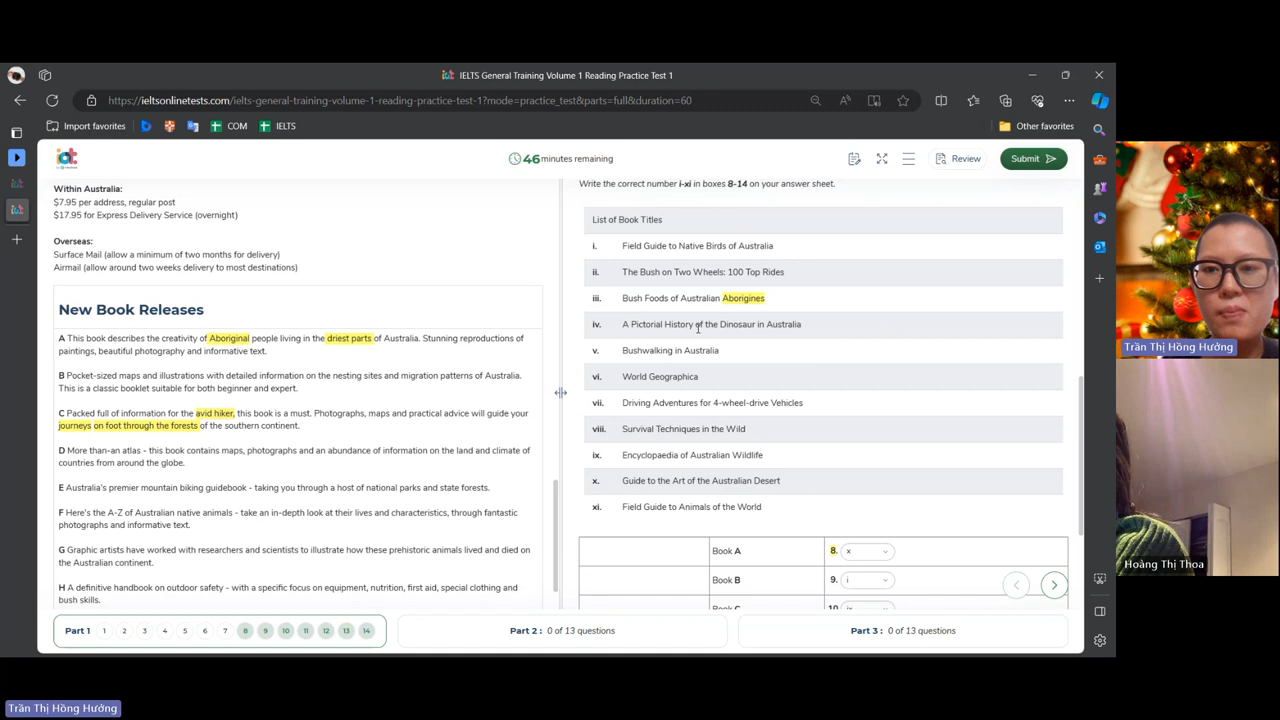 IELTS General Training Volume 1 Reading Practice Test 1
https://ieltsonlinetests.com/ielts-general-training-volume-1-reading-practice-test-1?mode=practice_test&parts=full&duration=60
Import favorites
COM
IELTS
Other favorites
iot
46 minutes remaining
Review
Submit
Within Australia:
$7.95 per address, regular post
$17.95 for Express Delivery Service (overnight)
Overseas:
Surface Mail (allow a minimum of two months for delivery)
Airmail (allow around two weeks delivery to most destinations)
New Book Releases
A This book describes the creativity of Aboriginal people living in the driest parts of Australia. Stunning reproductions of
paintings, beautiful photography and informative text.
B Pocket-sized maps and illustrations with detailed information on the nesting sites and migration patterns of Australia.
This is a classic booklet suitable for both beginner and expert.
C Packed full of information for the avid hiker, this book is a must. Photographs, maps and practical advice will guide your
journeys on foot through the forests of the southern continent.
D More than-an atlas - this book contains maps, photographs and an abundance of information on the land and climate of
countries from around the globe.
E Australia's premier mountain biking guidebook - taking you through a host of national parks and state forests.
F Here's the A-Z of Australian native animals - take an in-depth look at their lives and characteristics, through fantastic
photographs and informative text.
G Graphic artists have worked with researchers and scientists to illustrate how these prehistoric animals lived and died on
the Australian continent.
H A definitive handbook on outdoor safety - with a specific focus on equipment, nutrition, first aid, special clothing and
bush skills.
Write the correct number i-xi in boxes 8-14 on your answer sheet.
List of Book Titles
i. Field Guide to Native Birds of Australia
ii. The Bush on Two Wheels: 100 Top Rides
iii. Bush Foods of Australian Aborigines
iv. A Pictorial History of the Dinosaur in Australia
v. Bushwalking in Australia
vi. World Geographica
vii. Driving Adventures for 4-wheel-drive Vehicles
viii. Survival Techniques in the Wild
ix. Encyclopaedia of Australian Wildlife
x. Guide to the Art of the Australian Desert
xi. Field Guide to Animals of the World
Book A 8. x
Book B 9. i
Book C 10
Part 1 1 2 3 4 5 6 7 8 9 10 11 12 13 14
Part 2 : 0 of 13 questions
Part 3 : 0 of 13 questions
Trần Thị Hồng Hưởng
Hoàng Thị Thoa
Trần Thị Hồng Hưởng